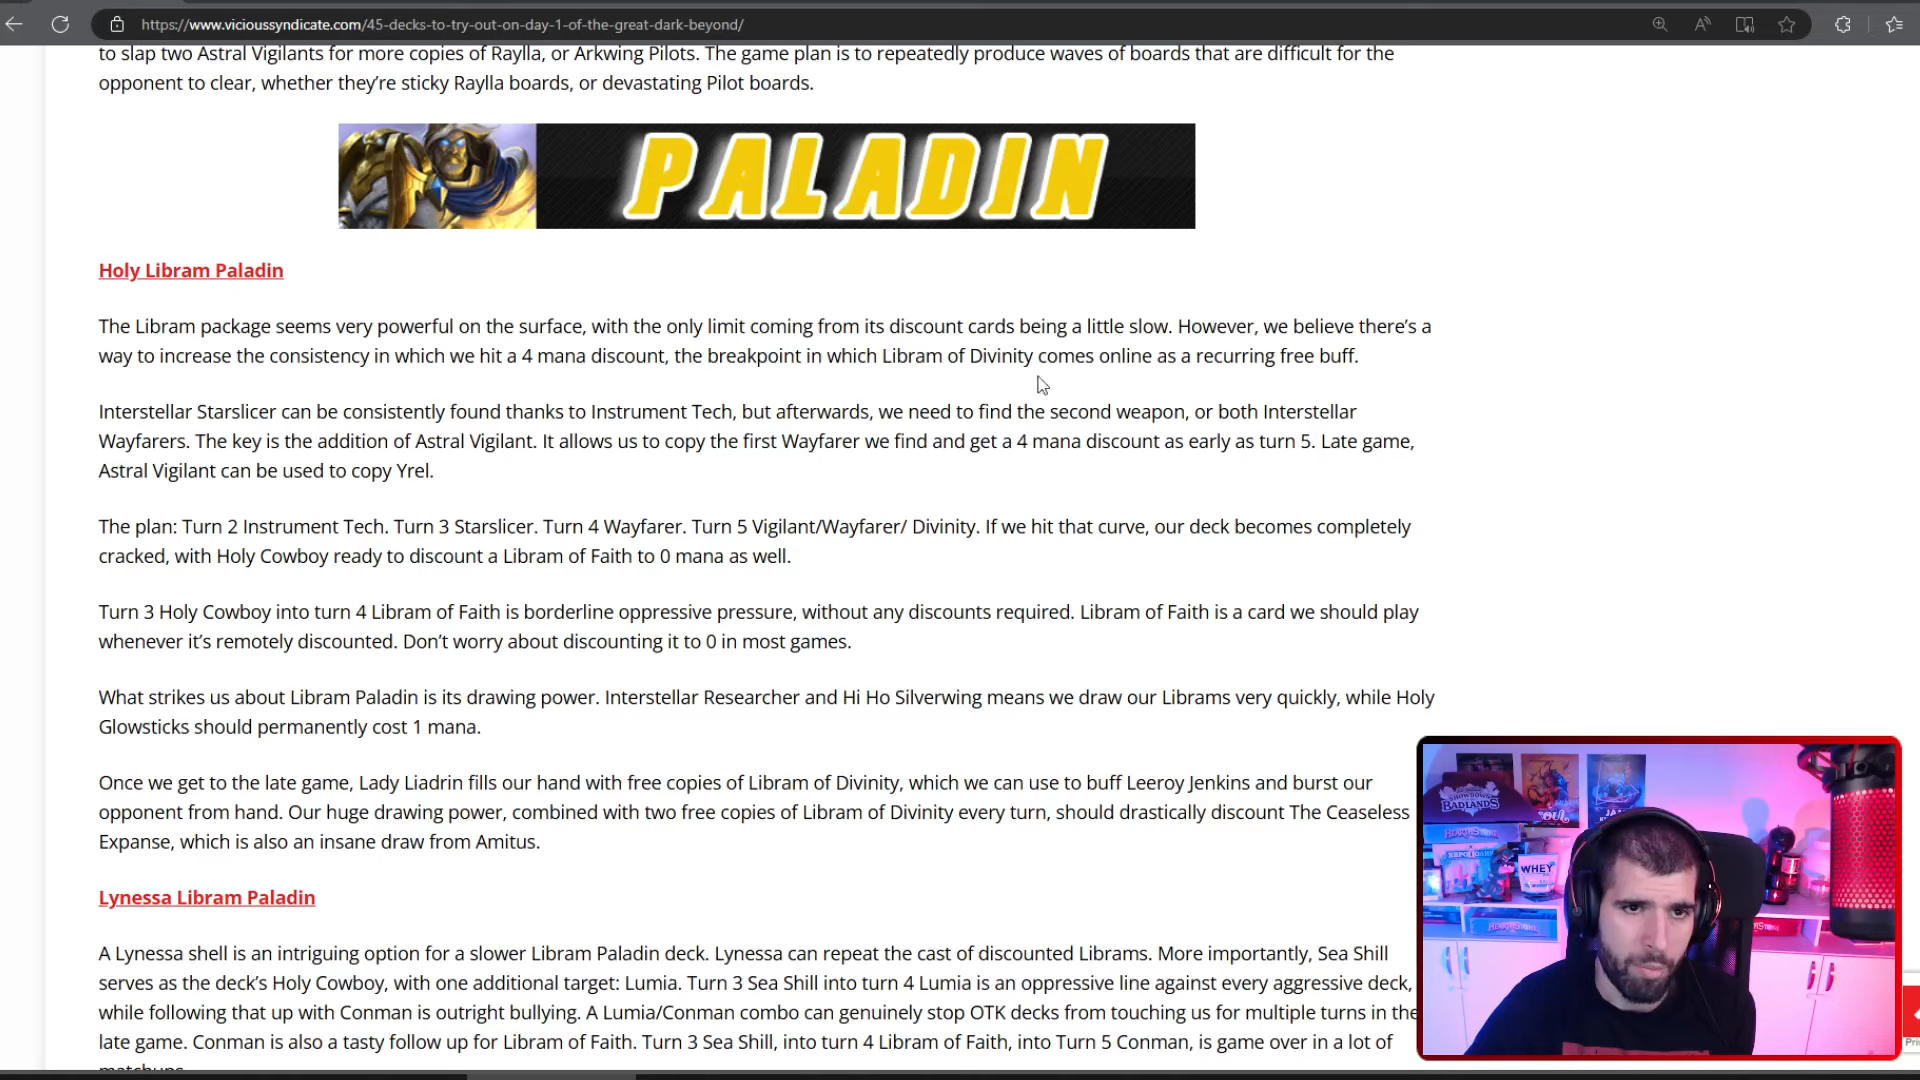 https://www.vicioussyndicate.com/45-decks-to-try-out-on-day-1-of-the-great-dark-beyond/
to slap two Astral Vigilants for more copies of Raylla, or Arkwing Pilots. The game plan is to repeatedly produce waves of boards that are difficult for the
opponent to clear, whether they're sticky Raylla boards, or devastating Pilot boards.
PALADIN
Holy Libram Paladin
The Libram package seems very powerful on the surface, with the only limit coming from its discount cards being a little slow. However, we believe there's a
way to increase the consistency in which we hit a 4 mana discount, the breakpoint in which Libram of Divinity comes online as a recurring free buff.
Interstellar Starslicer can be consistently found thanks to Instrument Tech, but afterwards, we need to find the second weapon, or both Interstellar
Wayfarers. The key is the addition of Astral Vigilant. It allows us to copy the first Wayfarer we find and get a 4 mana discount as early as turn 5. Late game,
Astral Vigilant can be used to copy Yrel.
The plan: Turn 2 Instrument Tech. Turn 3 Starslicer. Turn 4 Wayfarer. Turn 5 Vigilant/Wayfarer/ Divinity. If we hit that curve, our deck becomes completely
cracked, with Holy Cowboy ready to discount a Libram of Faith to 0 mana as well.
Turn 3 Holy Cowboy into turn 4 Libram of Faith is borderline oppressive pressure, without any discounts required. Libram of Faith is a card we should play
whenever it's remotely discounted. Don't worry about discounting it to 0 in most games.
What strikes us about Libram Paladin is its drawing power. Interstellar Researcher and Hi Ho Silverwing means we draw our Librams very quickly, while Holy
Glowsticks should permanently cost 1 mana.
Once we get to the late game, Lady Liadrin fills our hand with free copies of Libram of Divinity, which we can use to buff Leeroy Jenkins and burst our
opponent from hand. Our huge drawing power, combined with two free copies of Libram of Divinity every turn, should drastically discount The Ceaseless
Expanse, which is also an insane draw from Amitus.
Lynessa Libram Paladin
A Lynessa shell is an intriguing option for a slower Libram Paladin deck. Lynessa can repeat the cast of discounted Librams. More importantly, Sea Shill
serves as the deck's Holy Cowboy, with one additional target: Lumia. Turn 3 Sea Shill into turn 4 Lumia is an oppressive line against every aggressive deck,
while following that up with Conman is outright bullying. A Lumia/Conman combo can genuinely stop OTK decks from touching us for multiple turns in the
late game. Conman is also a tasty follow up for Libram of Faith. Turn 3 Sea Shill, into turn 4 Libram of Faith, into Turn 5 Conman, is game over in a lot of
matchups.
SHOWDOWN
BADLANDS
WHEY